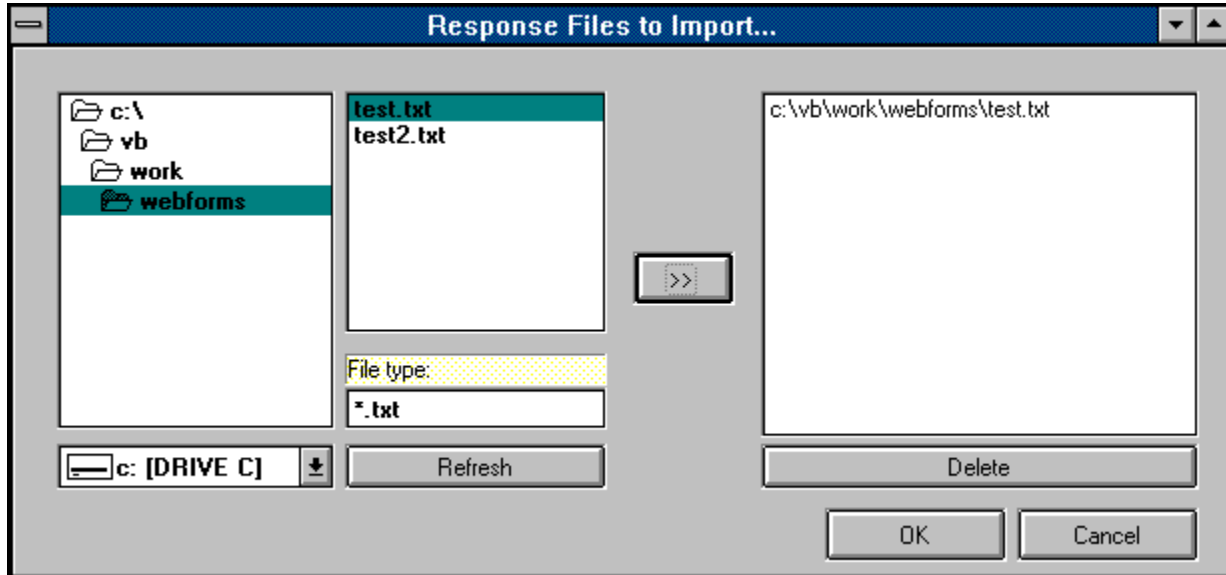 Response Files to Import...
c:\
vb
work
webforms
c: [DRIVE C]
test.txt
test2.txt
File type:
*.txt
Refresh
>>
c:\vb\work\webforms\test.txt
Delete
OK
Cancel